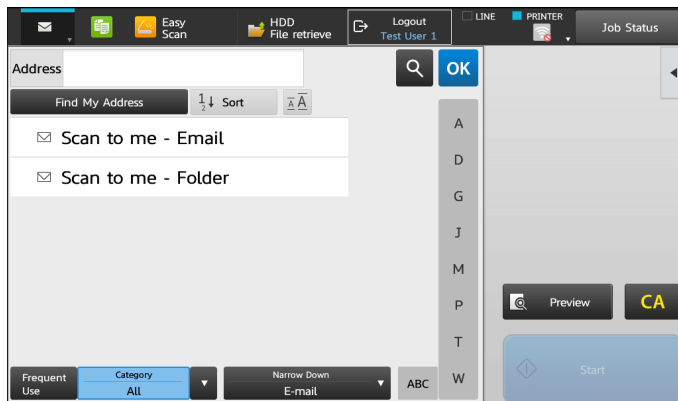 Easy
Scan
HDD
File retrieve
Logout
Test User 1
LINE
PRINTER
Job Status
Address
OK
Find My Address
1
2
Sort
A A
Scan to me - Email
Scan to me - Folder
A
D
G
J
M
P
T
W
Preview
CA
Start
Frequent
Use
Category
All
Narrow Down
E-mail
ABC